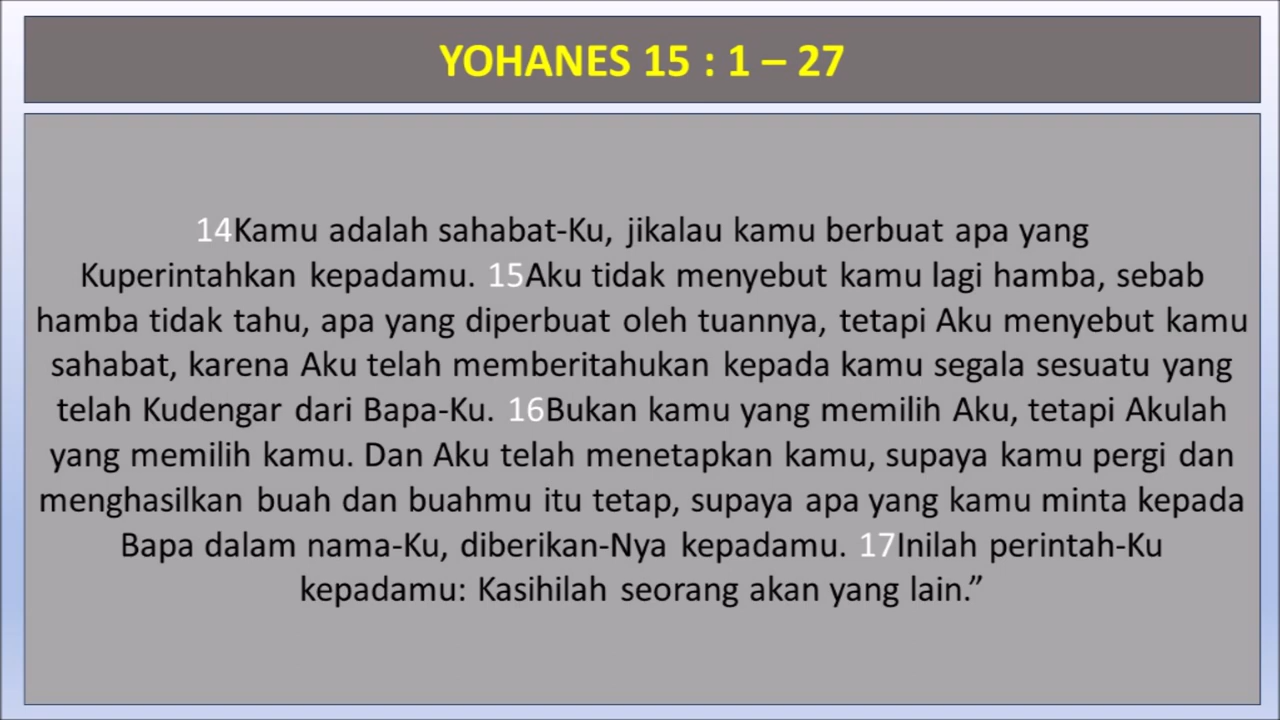 YOHANES 15 : 1 – 27
14Kamu adalah sahabat-Ku, jikalau kamu berbuat apa yang
Kuperintahkan kepadamu. 15Aku tidak menyebut kamu lagi hamba, sebab
hamba tidak tahu, apa yang diperbuat oleh tuannya, tetapi Aku menyebut kamu
sahabat, karena Aku telah memberitahukan kepada kamu segala sesuatu yang
telah Kudengar dari Bapa-Ku. 16Bukan kamu yang memilih Aku, tetapi Akulah
yang memilih kamu. Dan Aku telah menetapkan kamu, supaya kamu pergi dan
menghasilkan buah dan buahmu itu tetap, supaya apa yang kamu minta kepada
Bapa dalam nama-Ku, diberikan-Nya kepadamu. 17Inilah perintah-Ku
kepadamu: Kasihilah seorang akan yang lain.”